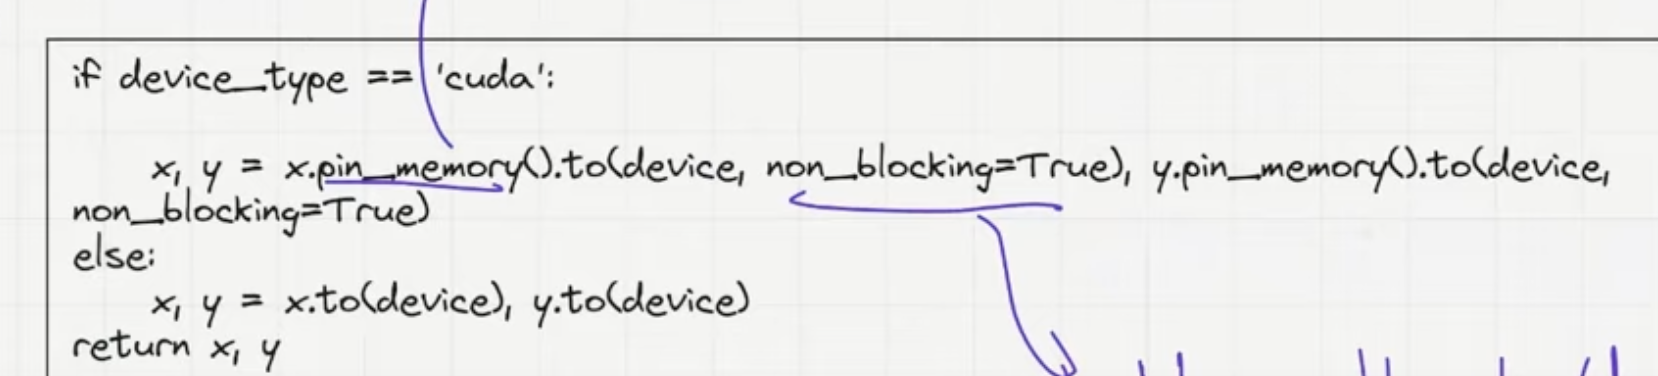 if device_type == 'cuda':
x, y = x.pin_memory().to(device, non_blocking=True), y.pin_memory().to(device,
non_blocking=True)
else:
x, y = x.to(device), y.to(device)
return x, y